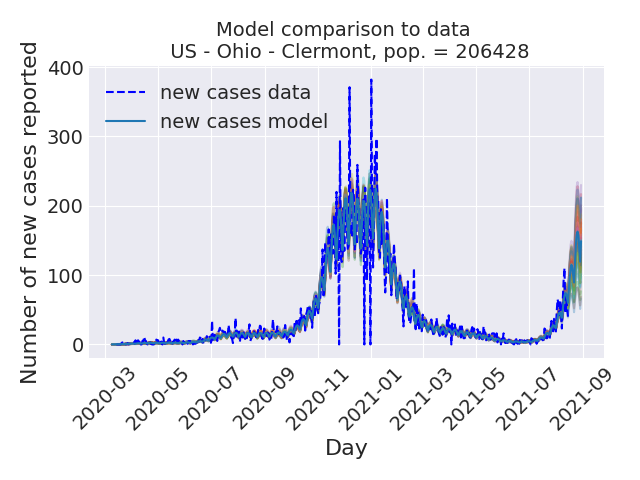 Model comparison to data
US - Ohio - Clermont, pop. = 206428
Number of new cases reported
400
300
200
100
0
new cases data
new cases model
2020-03
2020-05
2020-07
2020-09
2020-11
2021-01
2021-03
2021-05
2021-07
2021-09
Day